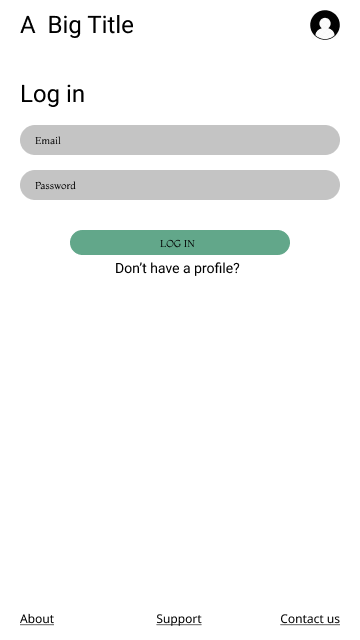 A  Big Title
Log in
Email
Password
LOG IN
Don't have a profile?
About Support Contact us